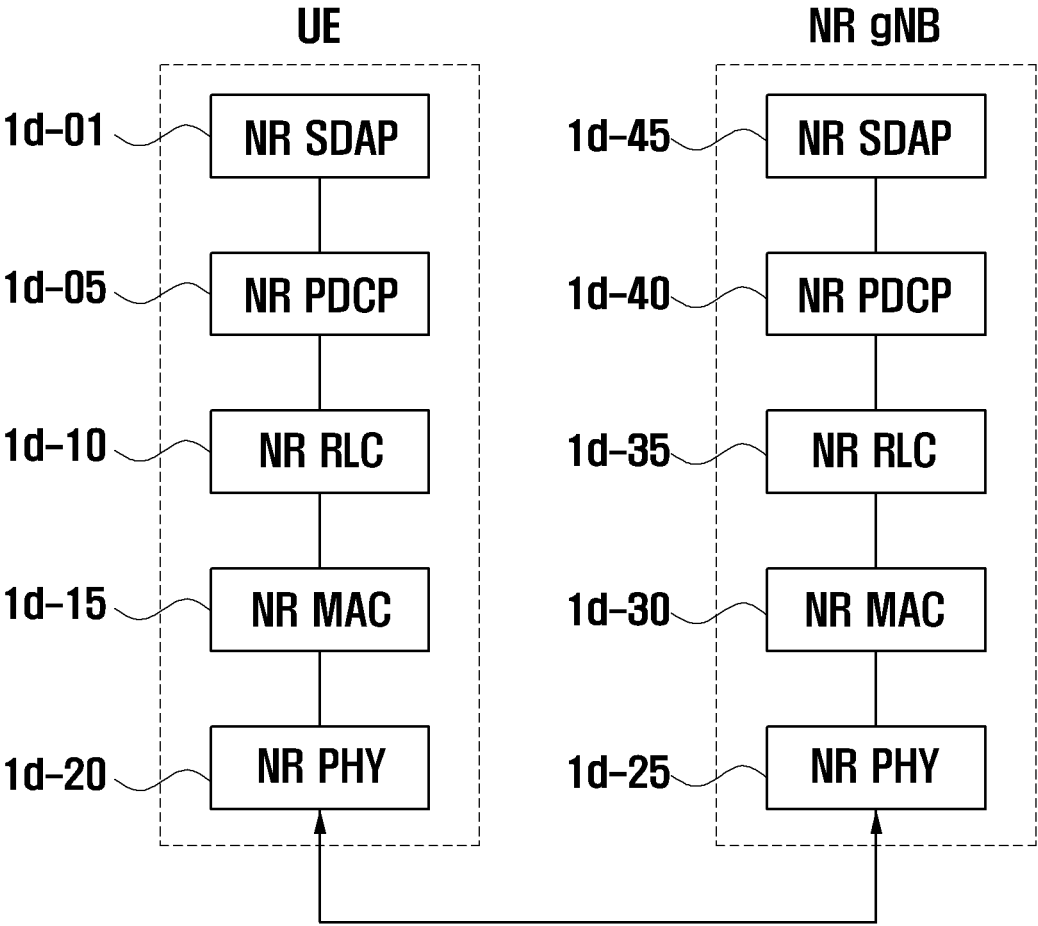 UE
NR gNB
1d-01
NR SDAP
1d-45
NR SDAP
1d-05
NR PDCP
1d-40
NR PDCP
1d-10
NR RLC
1d-35
NR RLC
1d-15
NR MAC
1d-30
NR MAC
1d-20
NR PHY
1d-25
NR PHY